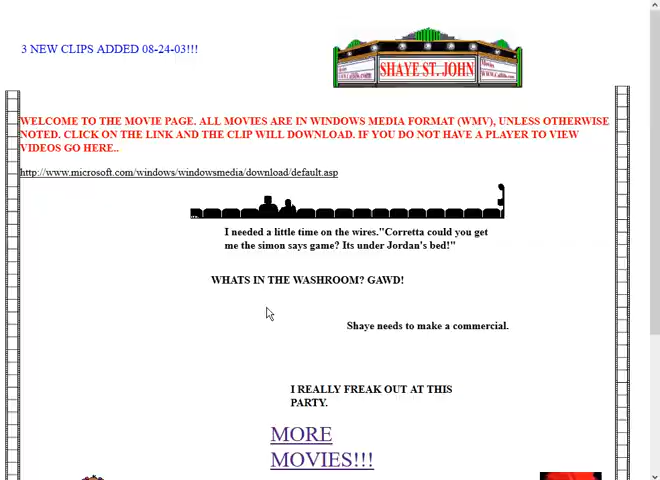 3 NEW CLIPS ADDED 08-24-03!!!
SHAYE ST. JOHN
WELCOME TO THE MOVIE PAGE. ALL MOVIES ARE IN WINDOWS MEDIA FORMAT (WMV), UNLESS OTHERWISE
NOTED. CLICK ON THE LINK AND THE CLIP WILL DOWNLOAD. IF YOU DO NOT HAVE A PLAYER TO VIEW
VIDEOS GO HERE..
http://www.microsoft.com/windows/windowsmedia/download/default.asp
I needed a little time on the wires."Corretta could you get
me the simon says game? Its under Jordan's bed!"
WHATS IN THE WASHROOM? GAWD!
Shaye needs to make a commercial.
I REALLY FREAK OUT AT THIS
PARTY.
MORE
MOVIES!!!